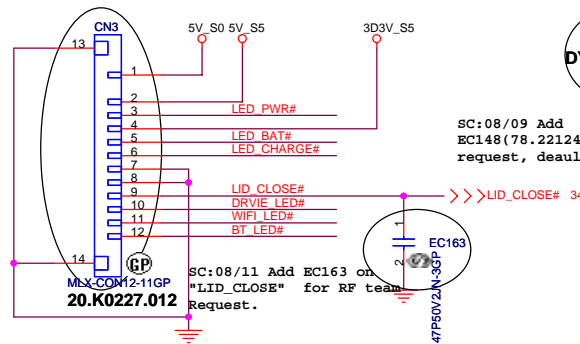 CN3
5V_S0 5V_S5 3D3V_S5
13
1
2
3 LED_PWR#
4
5 LED_BAT#
6 LED_CHARGE#
7
8
9 LID_CLOSE#
10 DRVIE_LED#
11 WIFI_LED#
12 BT_LED#
14
GP
MLX-CON12-11GP
20.K0227.012
SC:08/11 Add EC163 on
"LID_CLOSE" for RF team
Request.
1
2
EC163
47P50V2JN-3GP
LID_CLOSE# 34
SC:08/09 Add
EC148(78.22124
request, deaul